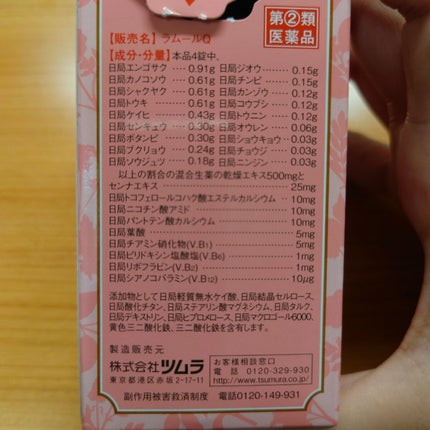 【販売名】ラムールQ
第②類
医薬品
【成分・分量】本品4錠中、
日局エンゴサク…0.91g 日局ジオウ………0.15g
日局カノコソウ…0.61g 日局チンピ………0.15g
日局シャクヤク…0.61g 日局カンゾウ……0.12g
日局トウキ………0.61g 日局コウブシ……0.12g
日局ケイヒ………0.43g 日局トウニン……0.12g
日局センキュウ…0.30g 日局オウレン……0.06g
日局ボタンピ……0.30g 日局ショウキョウ…0.03g
日局ブクリョウ…0.24g 日局チョウジ……0.03g
日局ソウジュツ…0.18g 日局ニンジン……0.03g
以上の割合の混合生薬の乾燥エキス500mgと
センナエキス………25mg
日局トコフェロールコハク酸エステルカルシウム…10mg
日局ニコチン酸アミド………10mg
日局パントテン酸カルシウム………10mg
日局葉酸………5mg
日局チアミン硝化物(V.B1)………5mg
日局ピリドキシン塩酸塩(V.B6)………1mg
日局リボフラビン(V.B2)………1mg
日局シアノコバラミン(V.B12)………10μg
添加物として日局軽質無水ケイ酸、日局結晶セルロース、
日局酸化チタン、日局ステアリン酸マグネシウム、日局タルク、
日局デキストリン、日局ヒプロメロース、日局マクロゴール6000、
黄色三二酸化鉄、三二酸化鉄を含有します。
製造販売元
株式会社ツムラ
東京都港区赤坂2-17-11
お客様相談窓口
電話 0120-329-930
https://www.tsumura.co.jp/
副作用被害救済制度 電話 0120-149-931